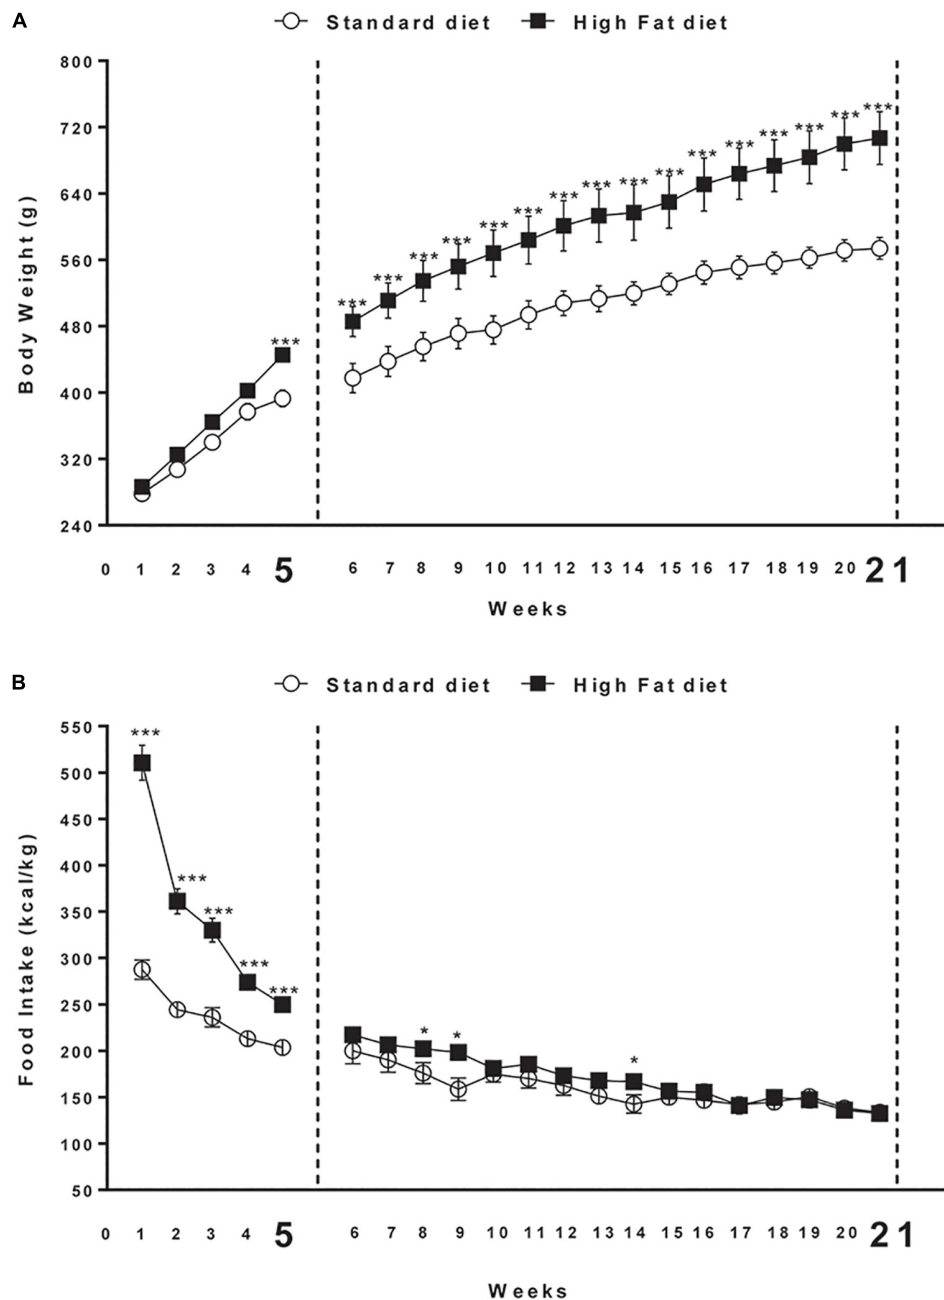 A
Standard diet High Fat diet
800
720
640
560
480
400
320
240
Body Weight (g)
***
*** *** *** *** *** *** *** *** *** *** *** *** *** *** *** ***
0 1 2 3 4 5 6 7 8 9 10 11 12 13 14 15 16 17 18 19 20 21
Weeks
B
Standard diet High Fat diet
550
500
450
400
350
300
250
200
150
100
50
Food Intake (kcal/kg)
***
***
***
***
***
* * *
0 1 2 3 4 5 6 7 8 9 10 11 12 13 14 15 16 17 18 19 20 21
Weeks